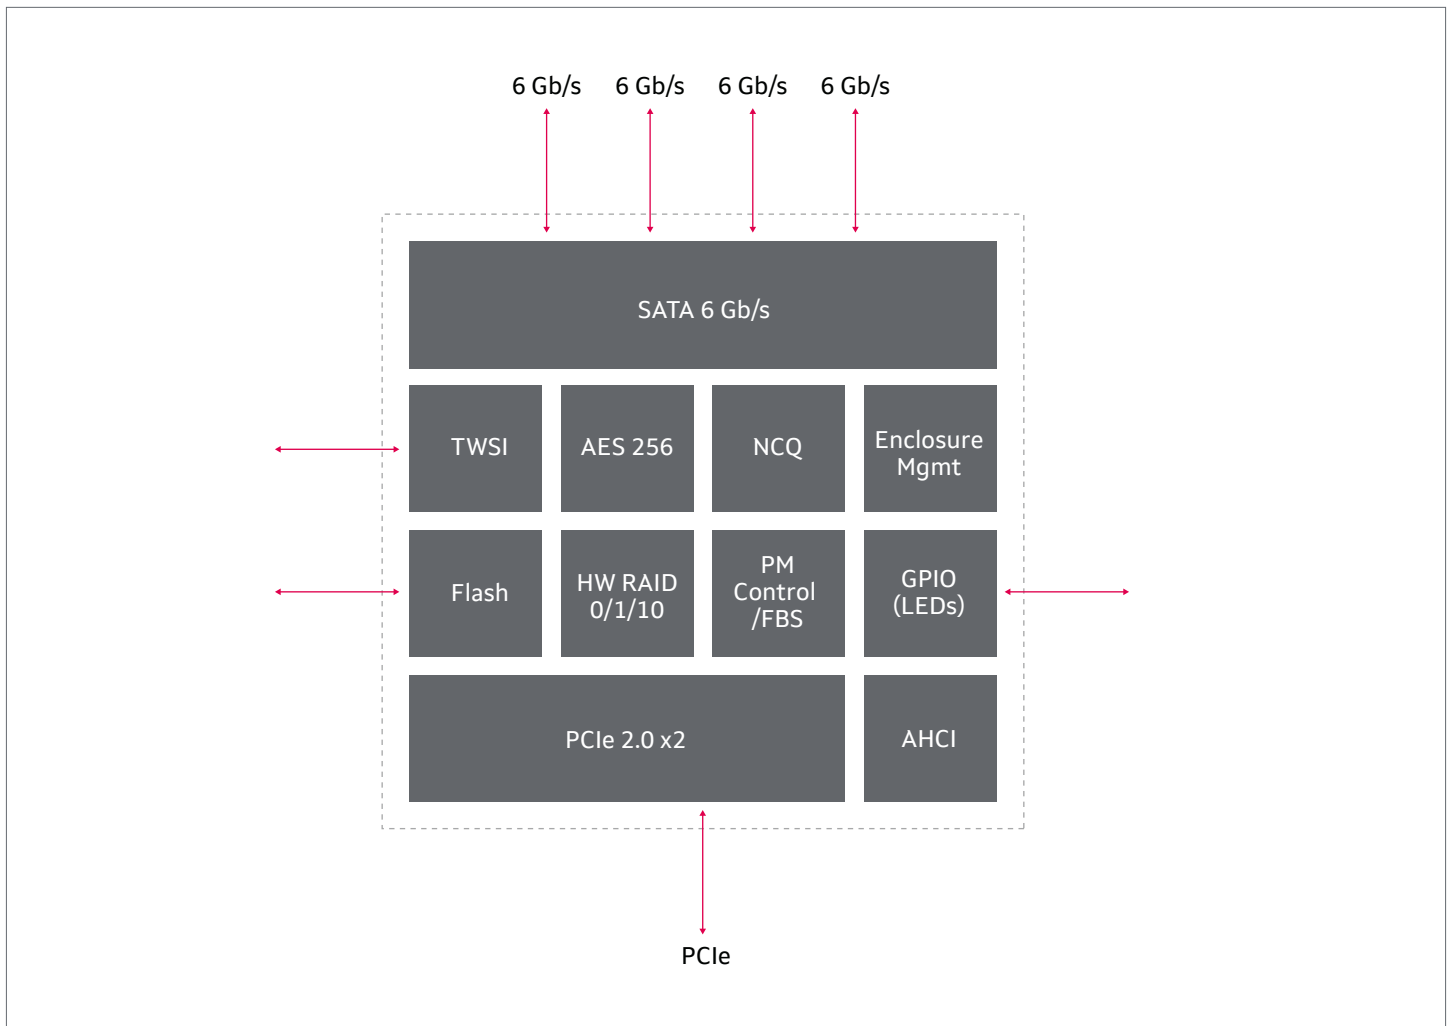 6 Gb/s 6 Gb/s 6 Gb/s 6 Gb/s
SATA 6 Gb/s
TWSI
AES 256
NCQ
Enclosure
Mgmt
Flash
HW RAID
0/1/10
PM
Control
/FBS
GPIO
(LEDs)
PCIe 2.0 x2
AHCI
PCIe